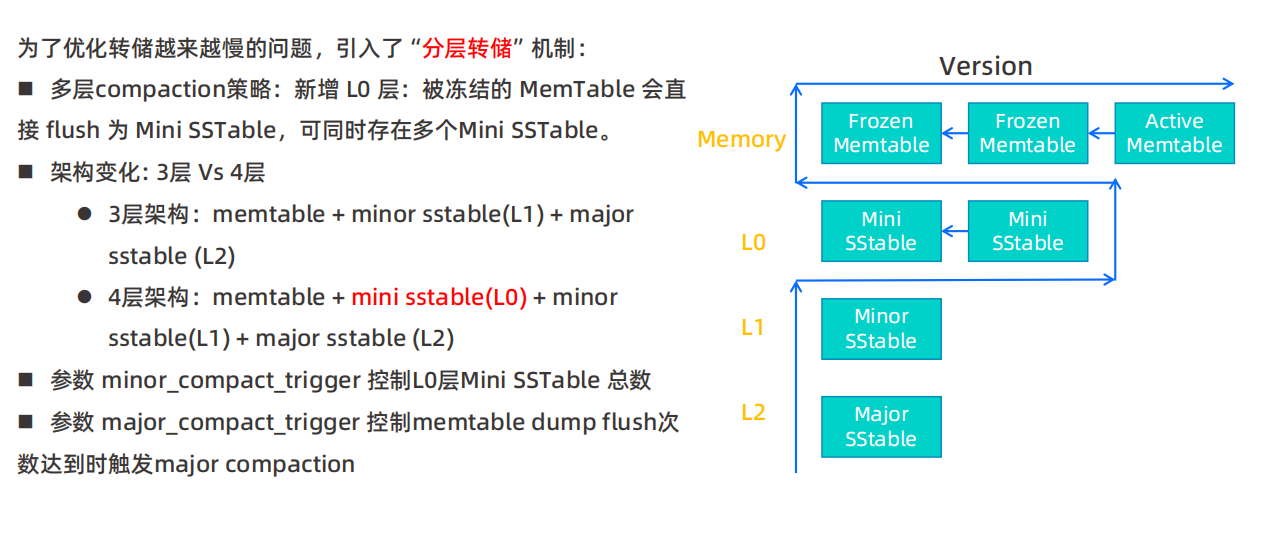 为了优化转储越来越慢的问题，引入了 “分层转储” 机制：
■ 多层compaction策略：新增 L0 层：被冻结的 MemTable 会直
接 flush 为 Mini SSTable，可同时存在多个Mini SSTable。
■ 架构变化: 3层 Vs 4层
● 3层架构：memtable + minor sstable(L1) + major
sstable (L2)
● 4层架构：memtable + mini sstable(L0) + minor
sstable(L1) + major sstable (L2)
■ 参数 minor_compact_trigger 控制L0层Mini SSTable 总数
■ 参数 major_compact_trigger 控制memtable dump flush次
数达到时触发major compaction
Version
Memory
Frozen
Memtable
Frozen
Memtable
Active
Memtable
L0
Mini
SStable
Mini
SStable
L1
Minor
SStable
L2
Major
SStable